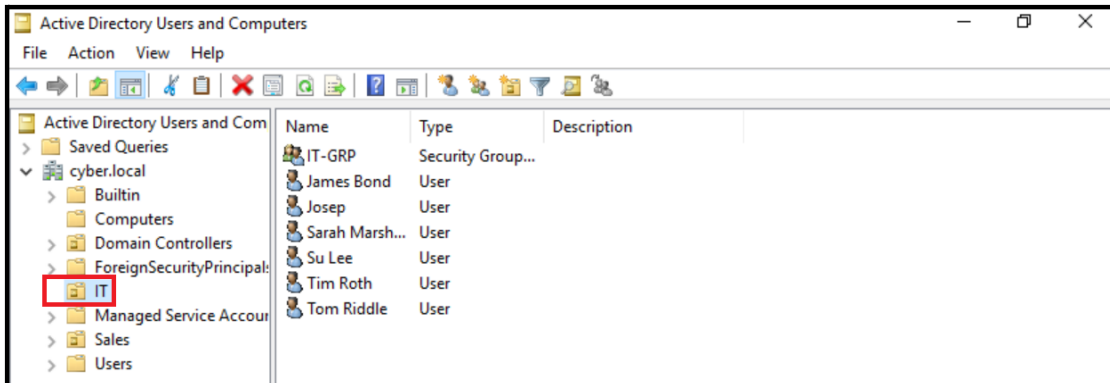 Active Directory Users and Computers
File Action View Help
Active Directory Users and Com
Saved Queries
cyber.local
Builtin
Computers
Domain Controllers
ForeignSecurityPrincipals
IT
Managed Service Accour
Sales
Users
Name Type Description
IT-GRP Security Group...
James Bond User
Josep User
Sarah Marsh... User
Su Lee User
Tim Roth User
Tom Riddle User